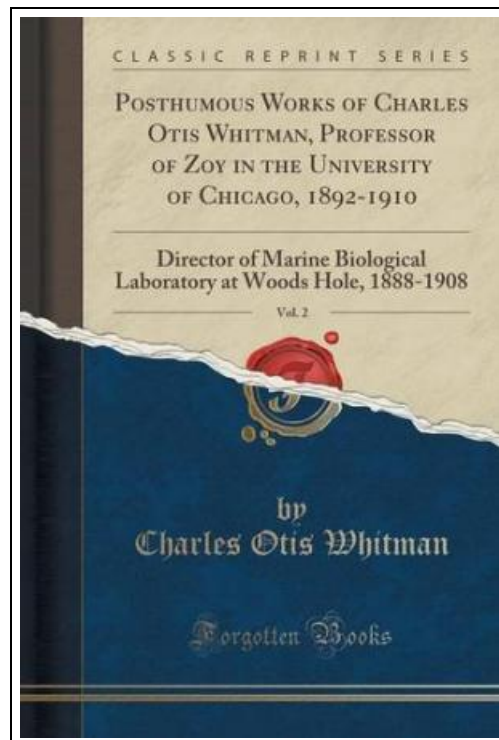 CLASSIC REPRINT SERIES
POSTHUMOUS WORKS OF CHARLES
OTIS WHITMAN, PROFESSOR
OF ZOY IN THE UNIVERSITY
OF CHICAGO, 1892-1910
Director of Marine Biological
Laboratory at Woods Hole, 1888-1908
Vol. 2
by
Charles Otis Whitman
Forgotten Books